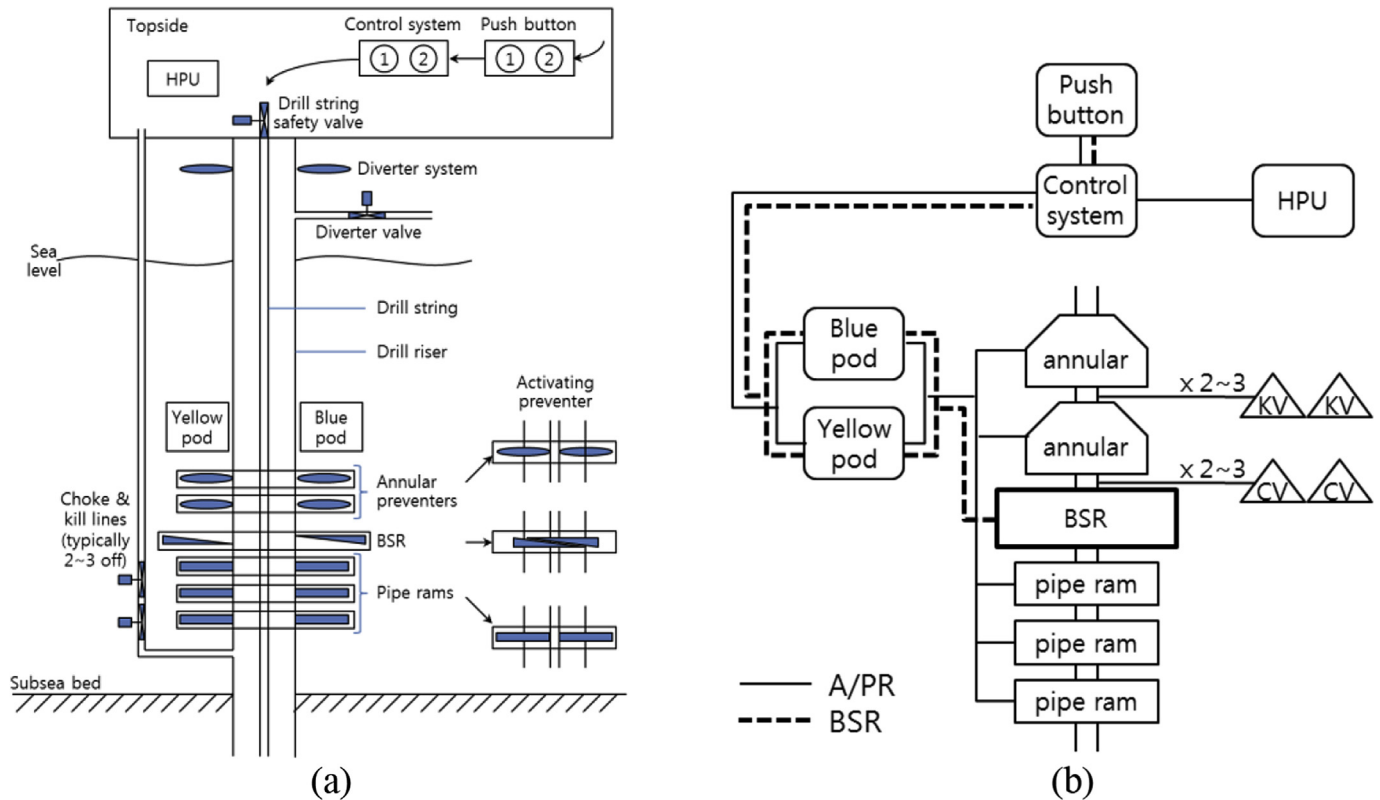 Topside
Control system
Push button
1 2
1 2
HPU
Drill string
safety valve
Diverter system
Diverter valve
Sea
level
Drill string
Drill riser
Activating
preventer
Yellow
pod
Blue
pod
Annular
preventers
Choke &
kill lines
(typically
2~3 off)
BSR
Pipe rams
Subsea bed
(a)
Push
button
Control
system
HPU
Blue
pod
Yellow
pod
annular
x 2~3
KV KV
annular
x 2~3
CV CV
BSR
pipe ram
pipe ram
pipe ram
A/PR
BSR
(b)